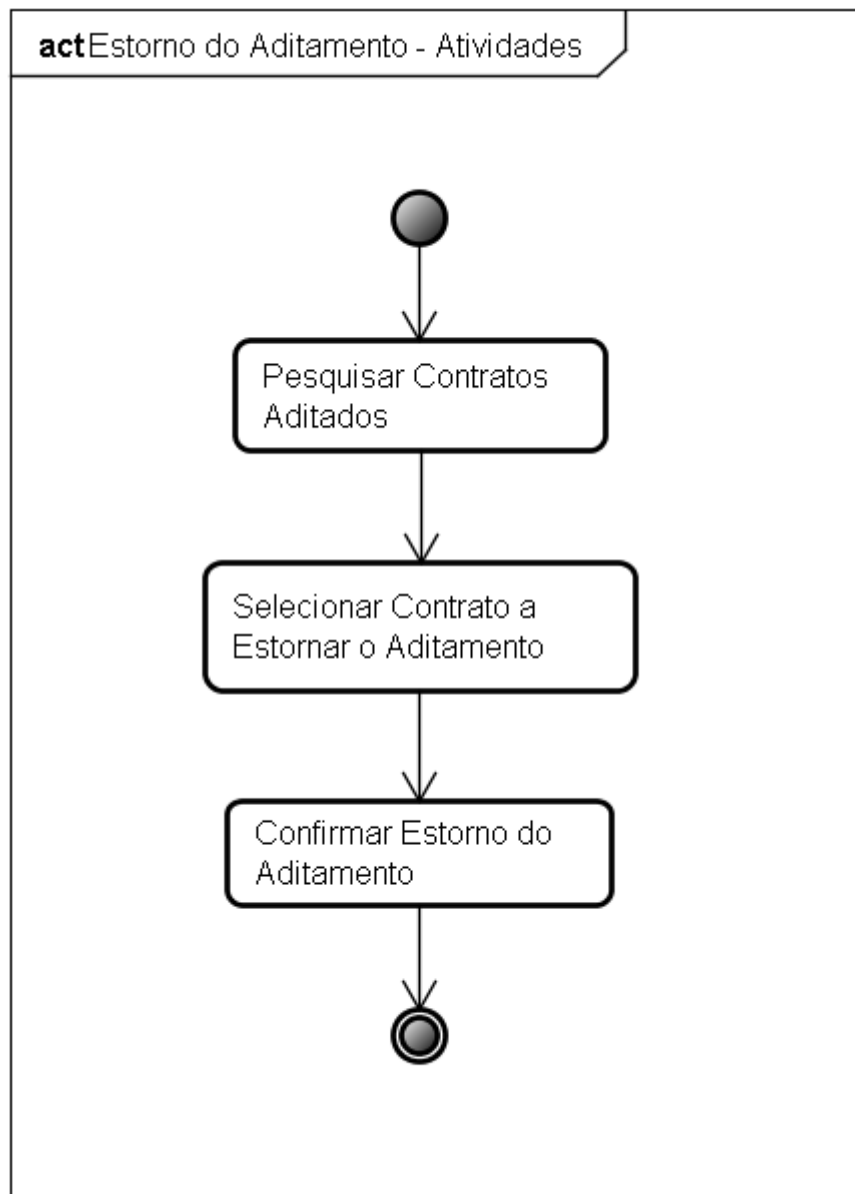 act Estorno do Aditamento - Atividades
Pesquisar Contratos
Aditados
Selecionar Contrato a
Estornar o Aditamento
Confirmar Estorno do
Aditamento